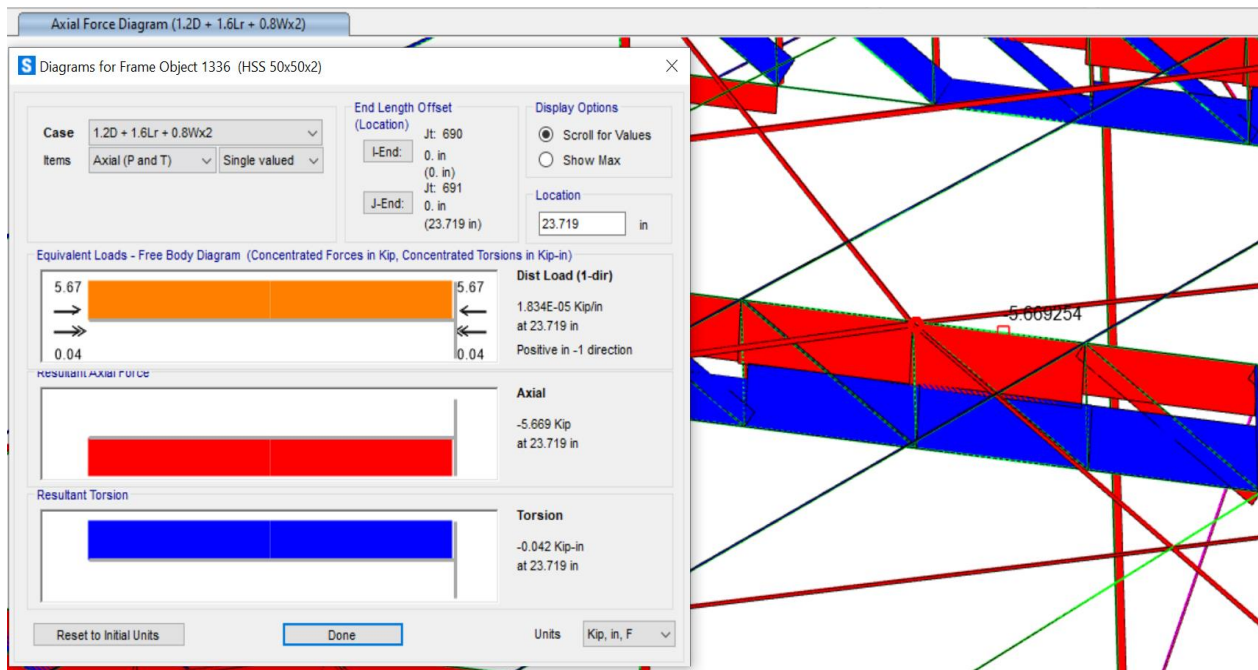 Axial Force Diagram (1.2D + 1.6Lr + 0.8Wx2)
S Diagrams for Frame Object 1336 (HSS 50x50x2)
Case 1.2D + 1.6Lr + 0.8Wx2
Items Axial (P and T) Single valued
End Length Offset
(Location)
Jt: 690
I-End:
0. in
(0. in)
Jt: 691
J-End:
0. in
(23.719 in)
Display Options
Scroll for Values
Show Max
Location
23.719 in
Equivalent Loads - Free Body Diagram (Concentrated Forces in Kip, Concentrated Torsions in Kip-in)
5.67 5.67
0.04 0.04
Dist Load (1-dir)
1.834E-05 Kip/in
at 23.719 in
Positive in -1 direction
Resultant Axial Force
Axial
-5.669 Kip
at 23.719 in
Resultant Torsion
Torsion
-0.042 Kip-in
at 23.719 in
Reset to Initial Units Done Units Kip, in, F
-5.669254